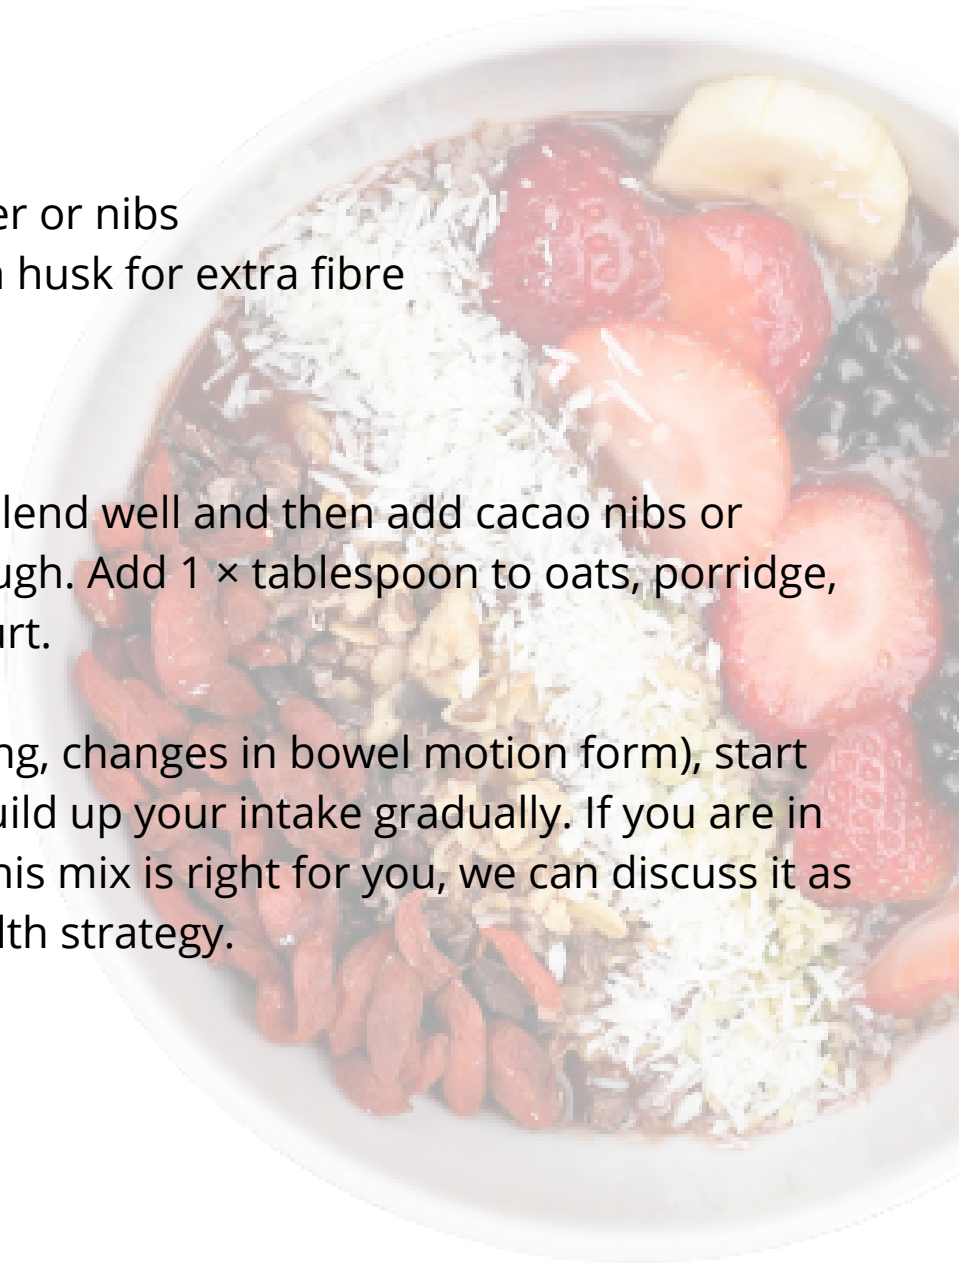 er or nibs
husk for extra fibre
lend well and then add cacao nibs or
ugh. Add 1 × tablespoon to oats, porridge,
urt.
ng, changes in bowel motion form), start
uild up your intake gradually. If you are in
his mix is right for you, we can discuss it as
lth strategy.